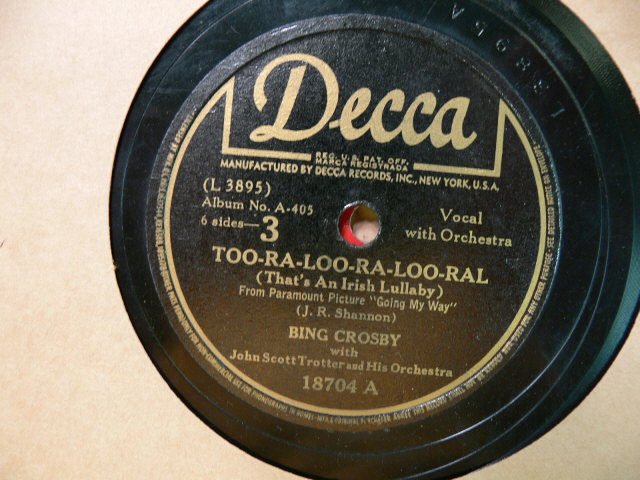 Decca
REG. U.S. PAT. OFF.
MARCA REGISTRADA
MANUFACTURED BY DECCA RECORDS, INC., NEW YORK, U.S.A.
(L 3895)
Album No. A-405
6 sides—3
Vocal
with Orchestra
TOO-RA-LOO-RA-LOO-RAL
(That's An Irish Lullaby)
From Paramount Picture "Going My Way"
(J. R. Shannon)
BING CROSBY
with
John Scott Trotter and His Orchestra
18704 A